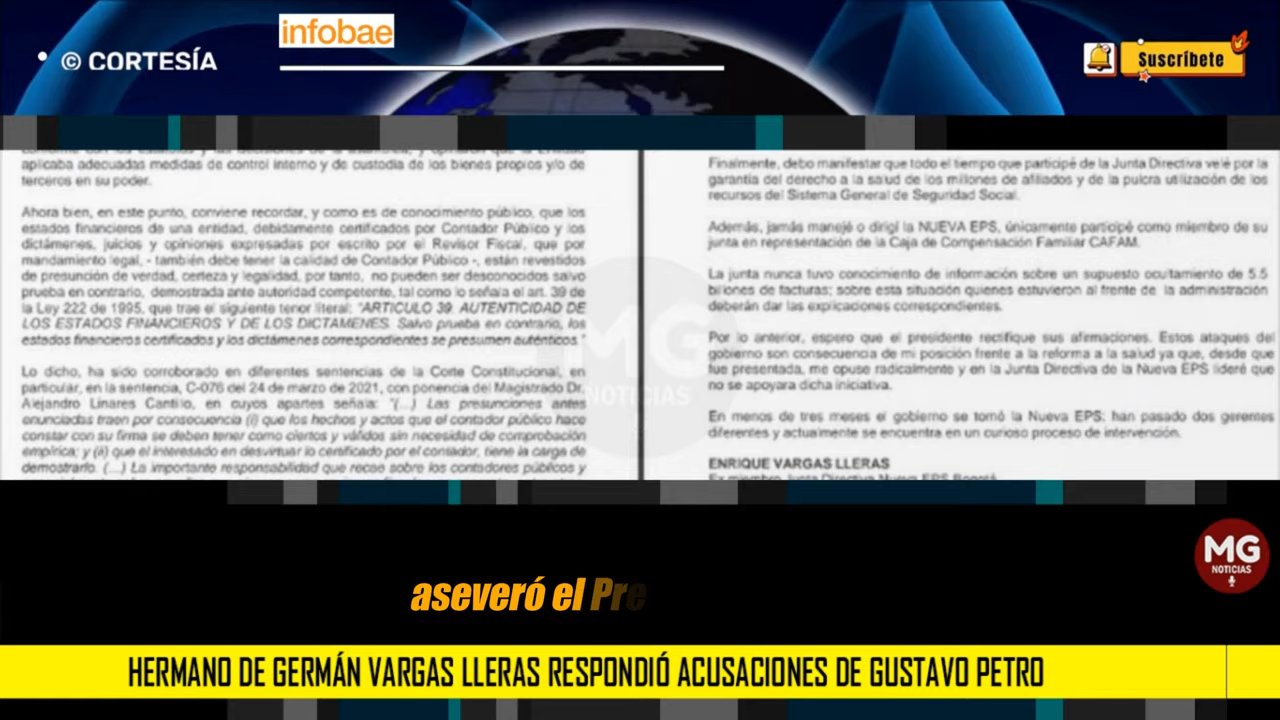 infobae
© CORTESÍA
Suscríbete
aplicaba adecuadas medidas de control interno y de custodia de los bienes propios y/o de
terceros en su poder.
Ahora bien, en este punto, conviene recordar, y como es de conocimiento público, que los
estados financieros de una entidad, debidamente certificados por Contador Público y los
dictámenes, juicios y opiniones expresadas por escrito por el Revisor Fiscal, que por
mandamiento legal, - también debe tener la calidad de Contador Público -, están revestidos
de presunción de verdad, certeza y legalidad, por tanto, no pueden ser desconocidos salvo
prueba en contrario, demostrada ante autoridad competente, tal como lo señala el art. 39 de
la Ley 222 de 1995, que trae el siguiente tenor literal: "ARTICULO 39. AUTENTICIDAD DE
LOS ESTADOS FINANCIEROS Y DE LOS DICTAMENES. Salvo prueba en contrario, los
estados financieros certificados y los dictámenes correspondientes se presumen auténticos."
Lo dicho, ha sido corroborado en diferentes sentencias de la Corte Constitucional, en
particular, en la sentencia, C-076 del 24 de marzo de 2021, con ponencia del Magistrado Dr.
Alejandro Linares Cantillo, en cuyos apartes señala: "(...) Las presunciones antes
enunciadas traen por consecuencia (i) que los hechos y actos que el contador público hace
constar con su firma se deben tener como ciertos y válidos sin necesidad de comprobación
empírica; y (ii) que el interesado en desvirtuar lo certificado por el contador, tiene la carga de
demostrarlo. (...) La importante responsabilidad que recae sobre los contadores públicos y
Finalmente, debo manifestar que todo el tiempo que participé de la Junta Directiva velé por la
garantía del derecho a la salud de los millones de afiliados y de la pulcra utilización de los
recursos del Sistema General de Seguridad Social.
Además, jamás manejé o dirigí la NUEVA EPS, únicamente participé como miembro de su
junta en representación de la Caja de Compensación Familiar CAFAM.
La junta nunca tuvo conocimiento de información sobre un supuesto ocultamiento de 5.5
billones de facturas; sobre esta situación quienes estuvieron al frente de la administración
deberán dar las explicaciones correspondientes.
Por lo anterior, espero que el presidente rectifique sus afirmaciones. Estos ataques del
gobierno son consecuencia de mi posición frente a la reforma a la salud ya que, desde que
fue presentada, me opuse radicalmente y en la Junta Directiva de la Nueva EPS lideré que
no se apoyara dicha iniciativa.
En menos de tres meses el gobierno se tomó la Nueva EPS; han pasado dos gerentes
diferentes y actualmente se encuentra en un curioso proceso de intervención.
ENRIQUE VARGAS LLERAS
Ex miembro Junta Directiva Nueva EPS Bogotá
MG
NOTICIAS
MG
NOTICIAS
aseveró el Pre
HERMANO DE GERMÁN VARGAS LLERAS RESPONDIÓ ACUSACIONES DE GUSTAVO PETRO